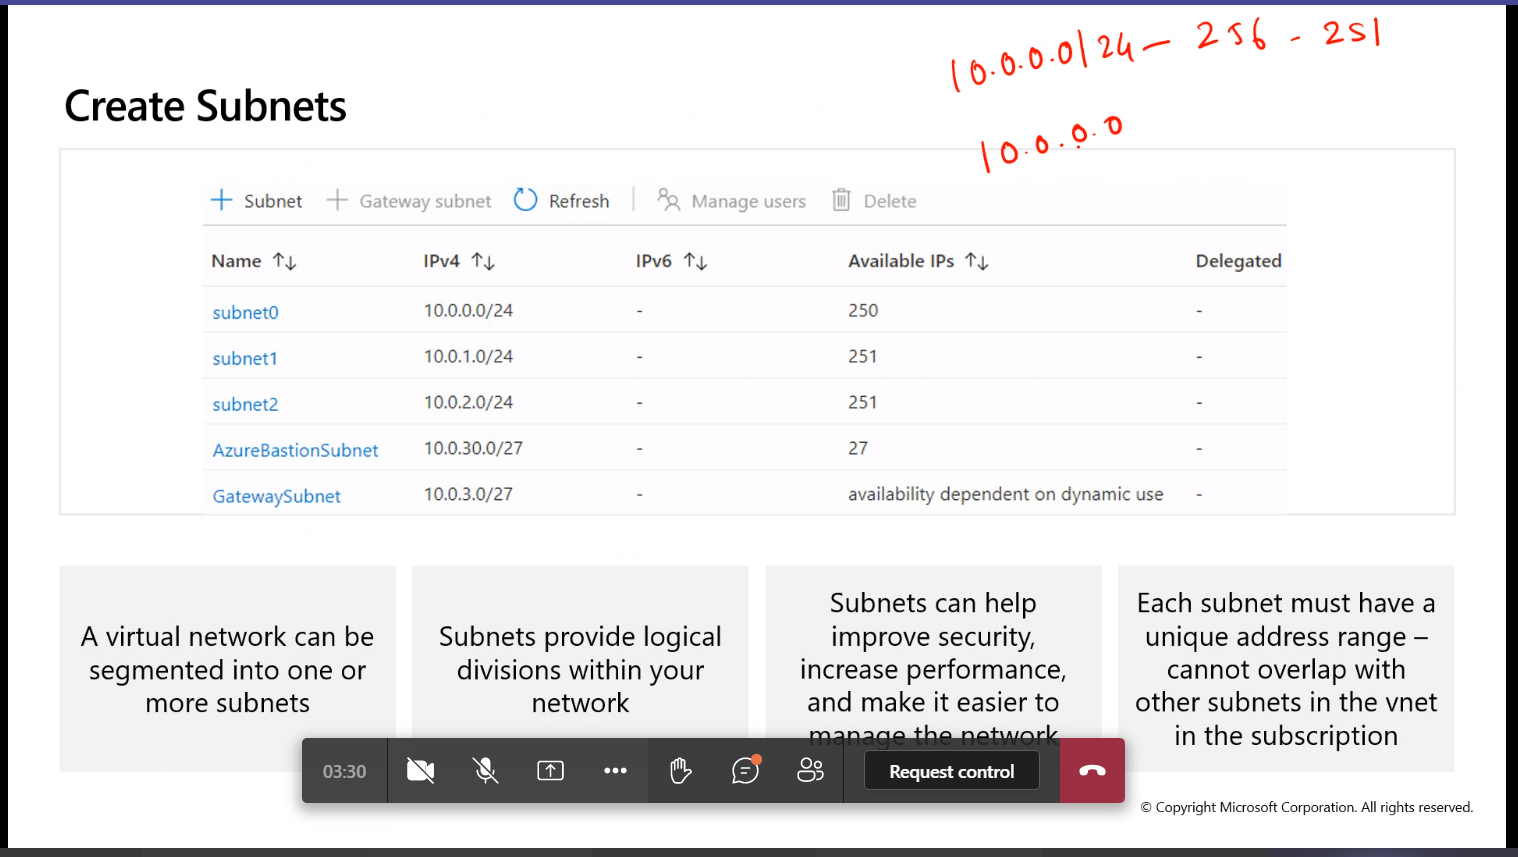 10.0.0.0/24 – 256 - 251
Create Subnets
10.0.0.0
Subnet Gateway subnet Refresh Manage users Delete
Name IPv4 IPv6 Available IPs Delegated
subnet0 10.0.0.0/24 - 250 -
subnet1 10.0.1.0/24 - 251 -
subnet2 10.0.2.0/24 - 251 -
AzureBastionSubnet 10.0.30.0/27 - 27 -
GatewaySubnet 10.0.3.0/27 - availability dependent on dynamic use -
A virtual network can be
segmented into one or
more subnets
Subnets provide logical
divisions within your
network
Subnets can help
improve security,
increase performance,
and make it easier to
manage the network
Each subnet must have a
unique address range –
cannot overlap with
other subnets in the vnet
in the subscription
03:30 Request control
© Copyright Microsoft Corporation. All rights reserved.